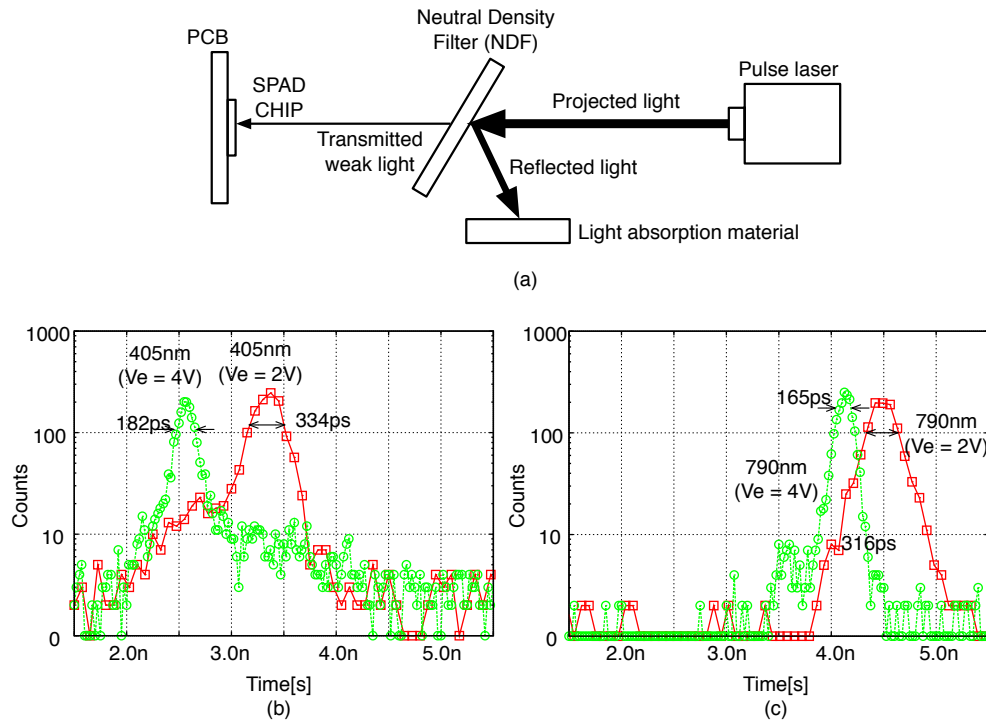 Neutral Density
Filter (NDF)
PCB
Pulse laser
SPAD
CHIP
Projected light
Transmitted
weak light
Reflected light
Light absorption material
(a)
1000
100
10
0
Counts
405nm
(Ve = 4V)
405nm
(Ve = 2V)
182ps
334ps
2.0n
3.0n
4.0n
5.0n
Time[s]
(b)
1000
100
10
0
Counts
165ps
790nm
(Ve = 2V)
790nm
(Ve = 4V)
316ps
2.0n
3.0n
4.0n
5.0n
Time[s]
(c)